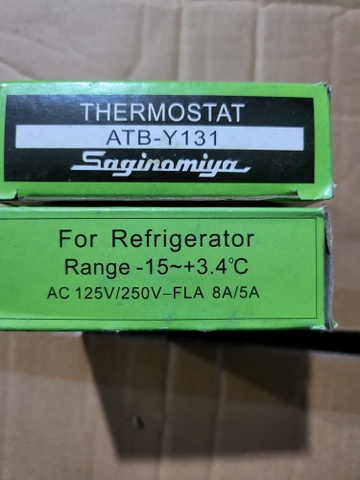 THERMOSTAT
ATB-Y131
Saginomiya
For Refrigerator
Range -15~+3.4°C
AC 125V/250V-FLA 8A/5A